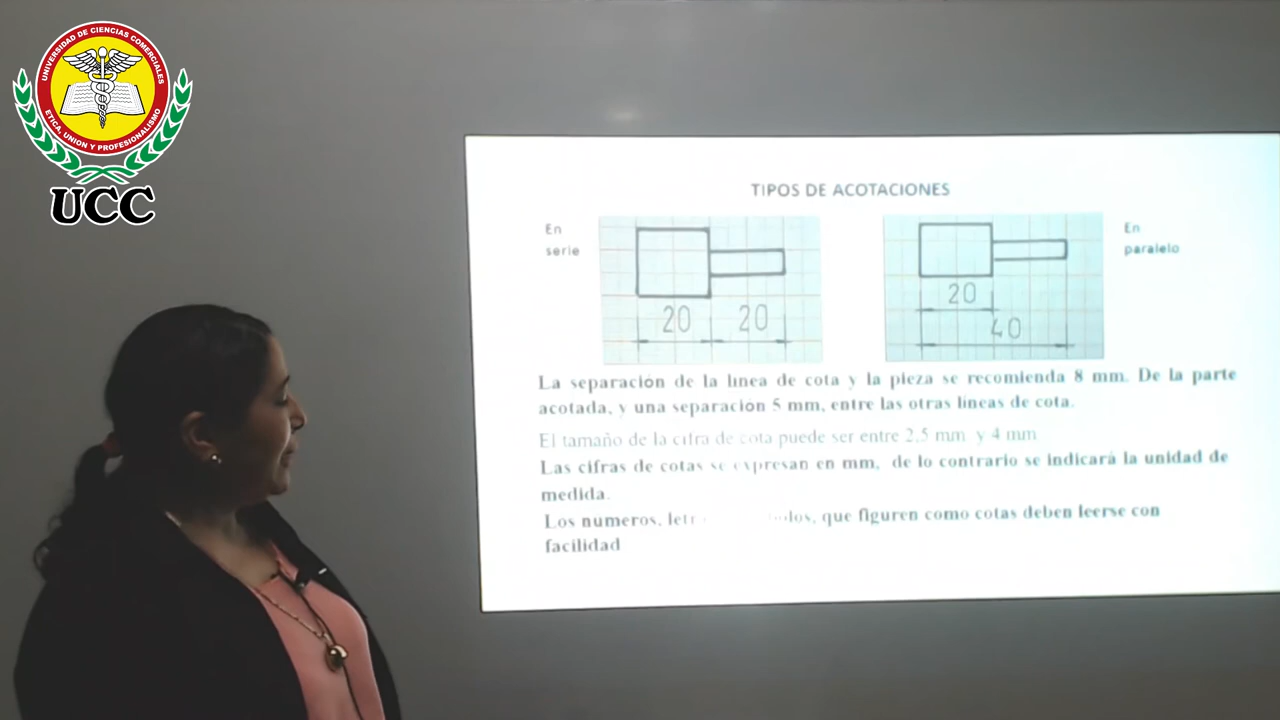 UNIVERSIDAD DE CIENCIAS COMERCIALES
ETICA, UNION Y PROFESIONALISMO
UCC
TIPOS DE ACOTACIONES
En
serie
20 20
20
40
En
paralelo
La separación de la linea de cota y la pieza se recomienda 8 mm. De la parte
acotada, y una separación 5 mm, entre las otras lineas de cota.
El tamaño de la cifra de cota puede ser entre 2,5 mm y 4 mm
Las cifras de cotas se expresan en mm, de lo contrario se indicará la unidad de
medida.
Los números, que figuren como cotas deben leerse con
facilidad